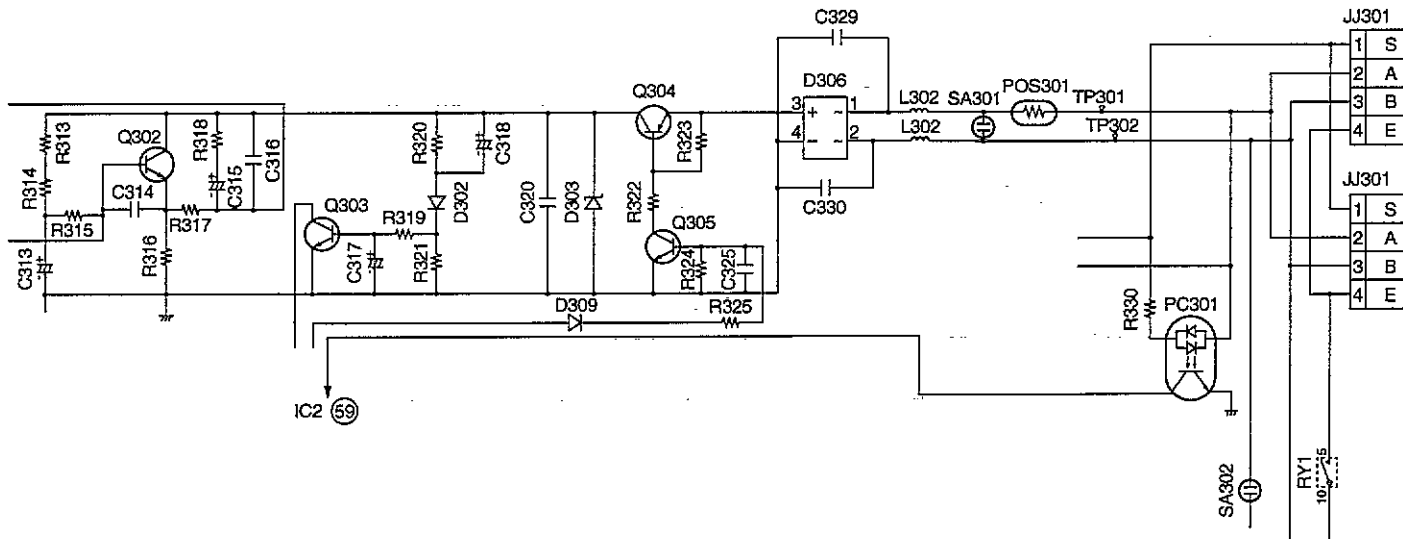 C329
JJ301
1 S
2 A
3 B
4 E
D306
3 + ~ 1
4 − ~ 2
Q304
L302
SA301
POS301
TP301
L302
TP302
R313
Q302
R318
C316
R320
C318
R323
R314
C314
C315
D302
C320
D303
R322
C330
JJ301
1 S
2 A
3 B
4 E
R315
R317
Q303
R319
Q305
C313
R316
C317
R321
R324
C325
D309
R325
R330
PC301
IC2 59
SA302
RY1
5
10